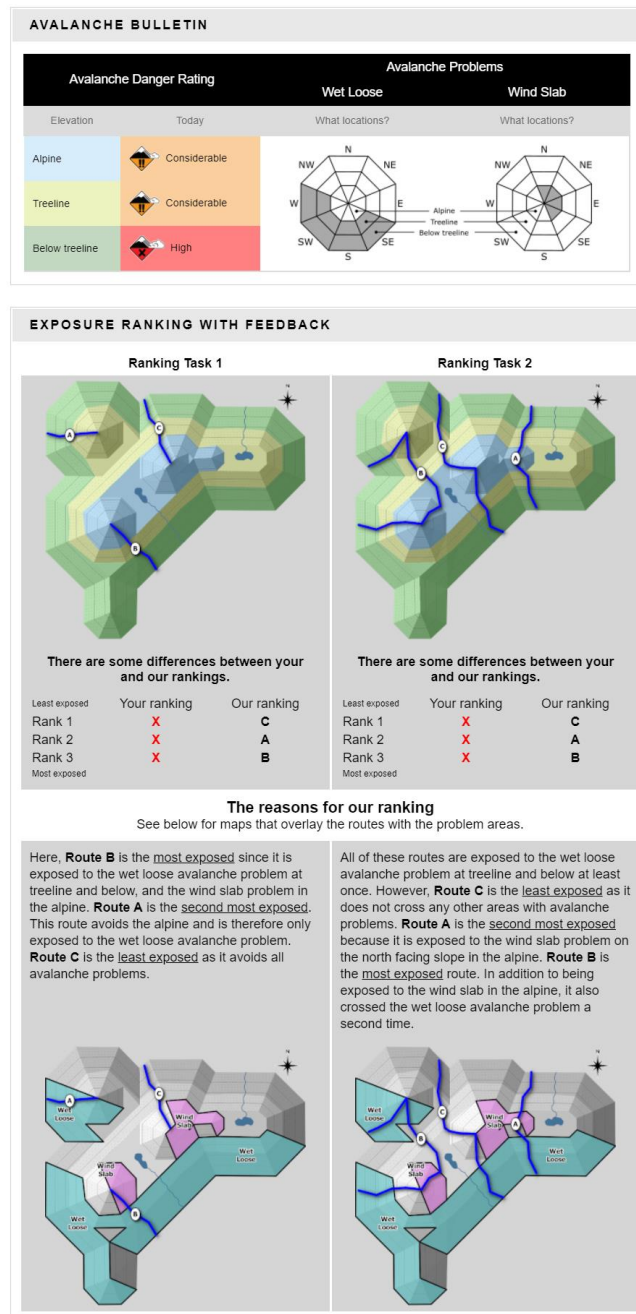 AVALANCHE BULLETIN
Avalanche Danger Rating
Avalanche Problems
Wet Loose
Wind Slab
Elevation
Today
What locations?
What locations?
Alpine
Considerable
Treeline
Considerable
Below treeline
High
N
NW
NE
W
E
SW
SE
S
N
NW
NE
W
E
SW
SE
S
Alpine
Treeline
Below treeline
EXPOSURE RANKING WITH FEEDBACK
Ranking Task 1
A
C
B
There are some differences between your
and our rankings.
Least exposed
Your ranking
Our ranking
Rank 1 X C
Rank 2 X A
Rank 3 X B
Most exposed
Ranking Task 2
C
A
B
There are some differences between your
and our rankings.
Least exposed
Your ranking
Our ranking
Rank 1 X C
Rank 2 X A
Rank 3 X B
Most exposed
The reasons for our ranking
See below for maps that overlay the routes with the problem areas.
Here, Route B is the most exposed since it is
exposed to the wet loose avalanche problem at
treeline and below, and the wind slab problem in
the alpine. Route A is the second most exposed.
This route avoids the alpine and is therefore only
exposed to the wet loose avalanche problem.
Route C is the least exposed as it avoids all
avalanche problems.
A
C
Wet
Loose
Wind
Slab
Wind
Slab
Wet
Loose
B
Wet
Loose
All of these routes are exposed to the wet loose
avalanche problem at treeline and below at least
once. However, Route C is the least exposed as it
does not cross any other areas with avalanche
problems. Route A is the second most exposed
because it is exposed to the wind slab problem on
the north facing slope in the alpine. Route B is
the most exposed route. In addition to being
exposed to the wind slab in the alpine, it also
crossed the wet loose avalanche problem a
second time.
C
Wet
Loose
Wind
Slab
A
B
Wet
Loose
Wind
Slab
Wet
Loose